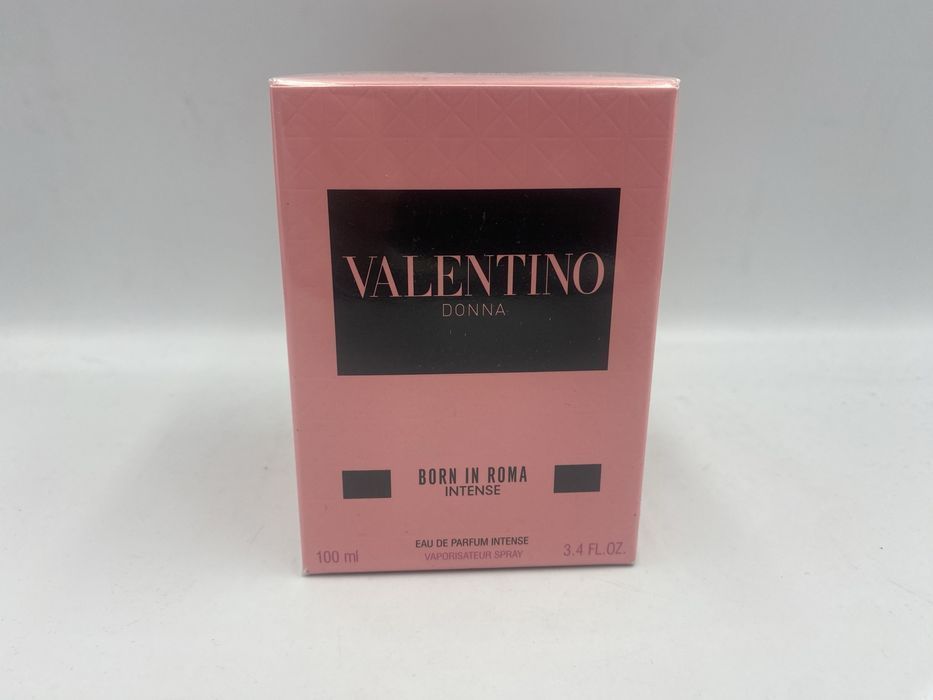 VALENTINO
DONNA
BORN IN ROMA
INTENSE
EAU DE PARFUM INTENSE
VAPORISATEUR SPRAY
100 ml
3.4 FL.OZ.